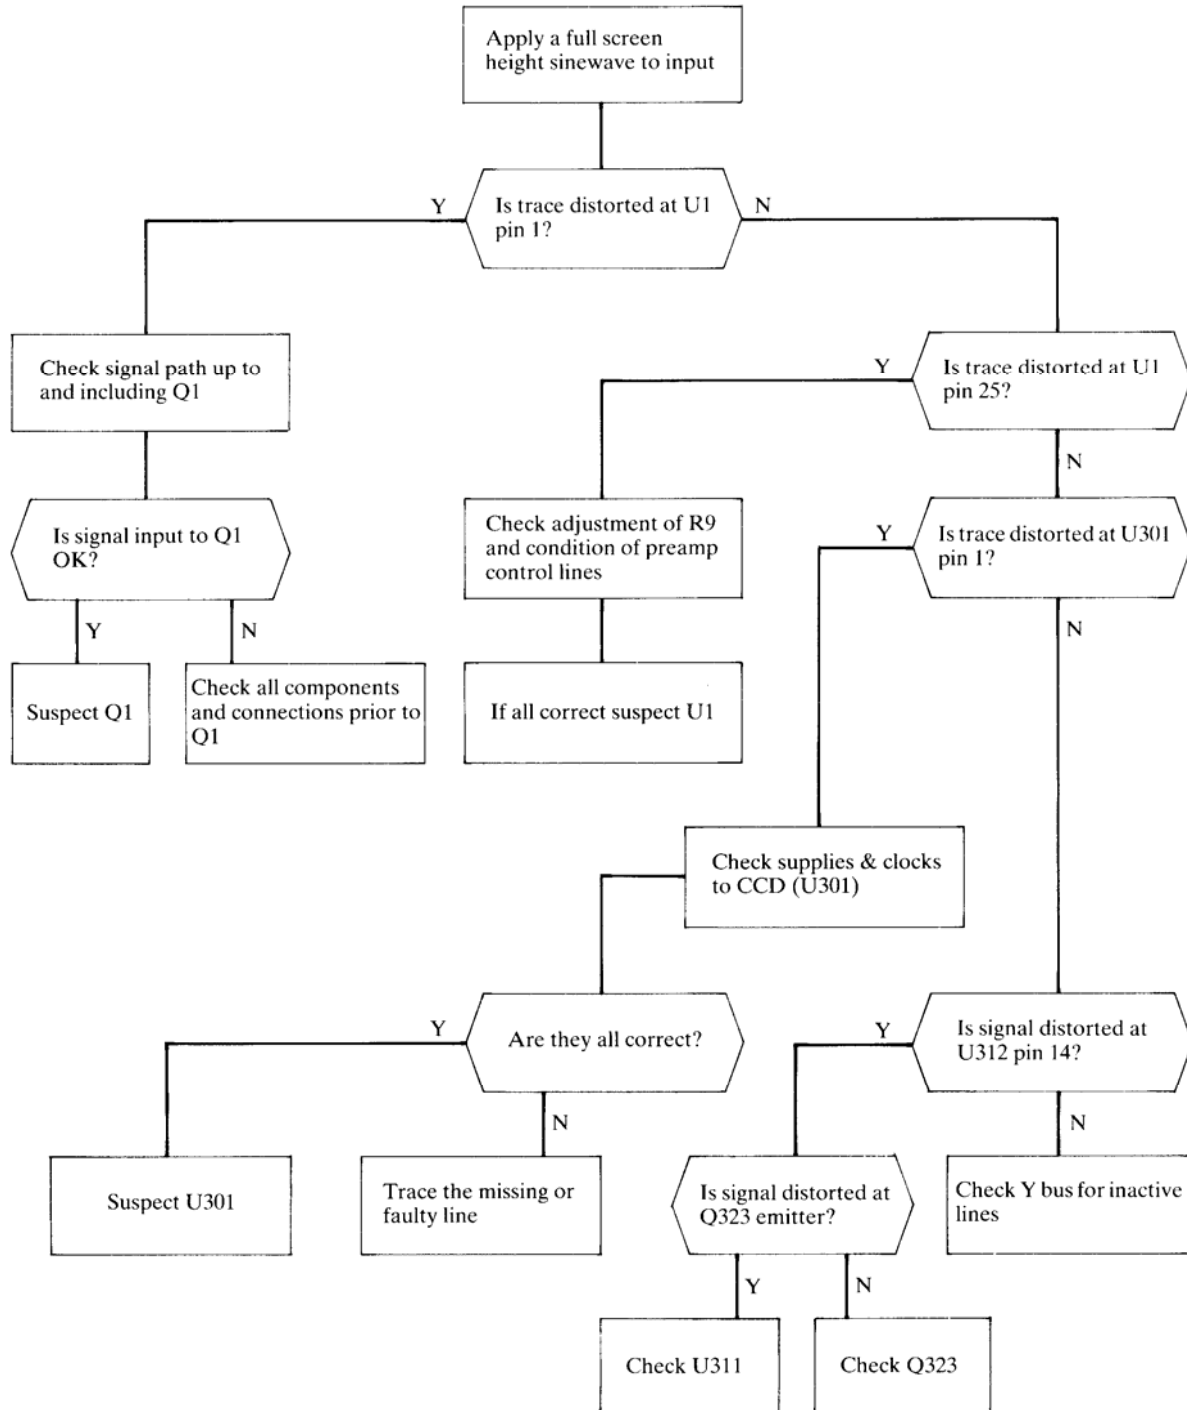 Apply a full screen
height sinewave to input
Y
Is trace distorted at U1
pin 1?
N
Check signal path up to
and including Q1
Y
Is trace distorted at U1
pin 25?
N
Is signal input to Q1
OK?
Check adjustment of R9
and condition of preamp
control lines
Y
Is trace distorted at U301
pin 1?
Y
N
N
Suspect Q1
Check all components
and connections prior to
Q1
If all correct suspect U1
Check supplies & clocks
to CCD (U301)
Y
Are they all correct?
Y
Is signal distorted at
U312 pin 14?
N
N
Suspect U301
Trace the missing or
faulty line
Is signal distorted at
Q323 emitter?
Check Y bus for inactive
lines
Y
N
Check U311
Check Q323